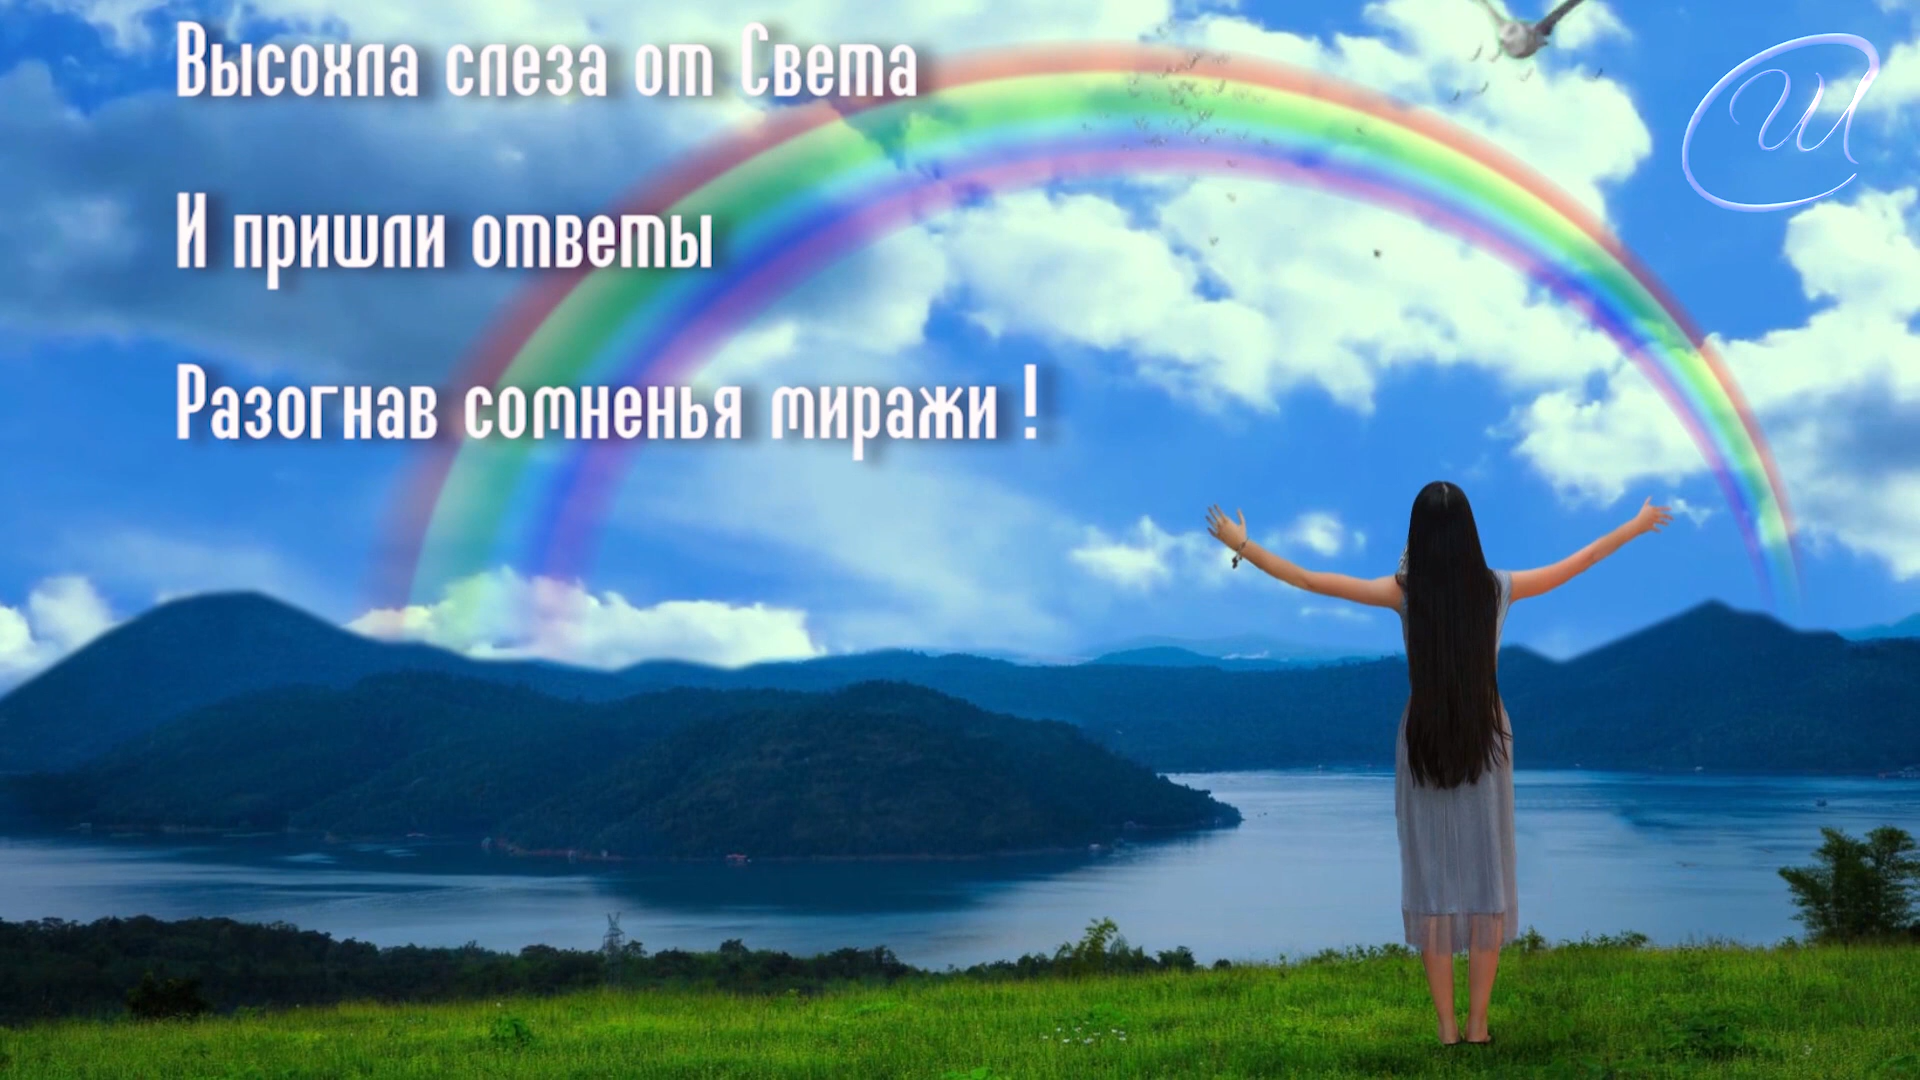 Высохла слеза от Света
И пришли ответы
Разогнав сомненья миражи !